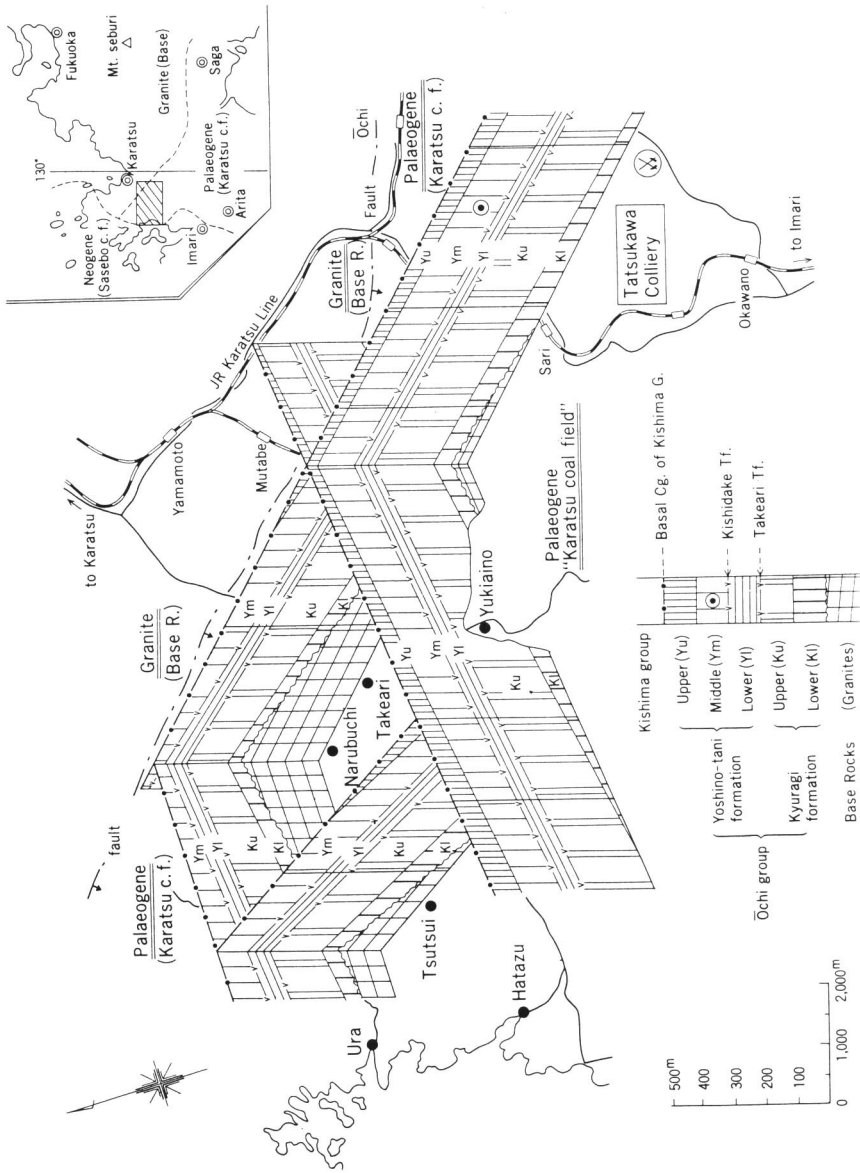 130°
Fukuoka
Mt. seburi
Granite (Base)
Saga
Karatsu
Palaeogene
(Karatsu c.f.)
Neogene
(Sasebo c. f.)
Imari
Arita
to Karatsu
Yamamoto
Mutabe
JR Karatsu Line
Granite
(Base R.)
Fault
Ōchi
Palaeogene
(Karatsu c. f.)
Granite
(Base R.)
fault
Palaeogene
(Karatsu c. f.)
Ym
Yl
Ku
Kl
Ym
Yl
Ku
Kl
Ym
Yl
Ku
Kl
Yu
Ym
Yl
Ku
Kl
Yu
Ym
Yl
Ku
Kl
Narubuchi
Takeari
Tsutsui
Ura
Hatazu
Yukiaino
Palaeogene
"Karatsu coal field"
Sari
Tatsukawa
Colliery
Okawano
to Imari
500m
400
300
200
100
0
1,000
2,000m
Kishima group
Upper (Yu)
Middle (Ym)
Lower (Yl)
Upper (Ku)
Lower (Kl)
Yoshino-tani
formation
Kyuragi
formation
Ōchi group
Base Rocks
(Granites)
Basal Cg. of Kishima G.
Kishidake Tf.
Takeari Tf.